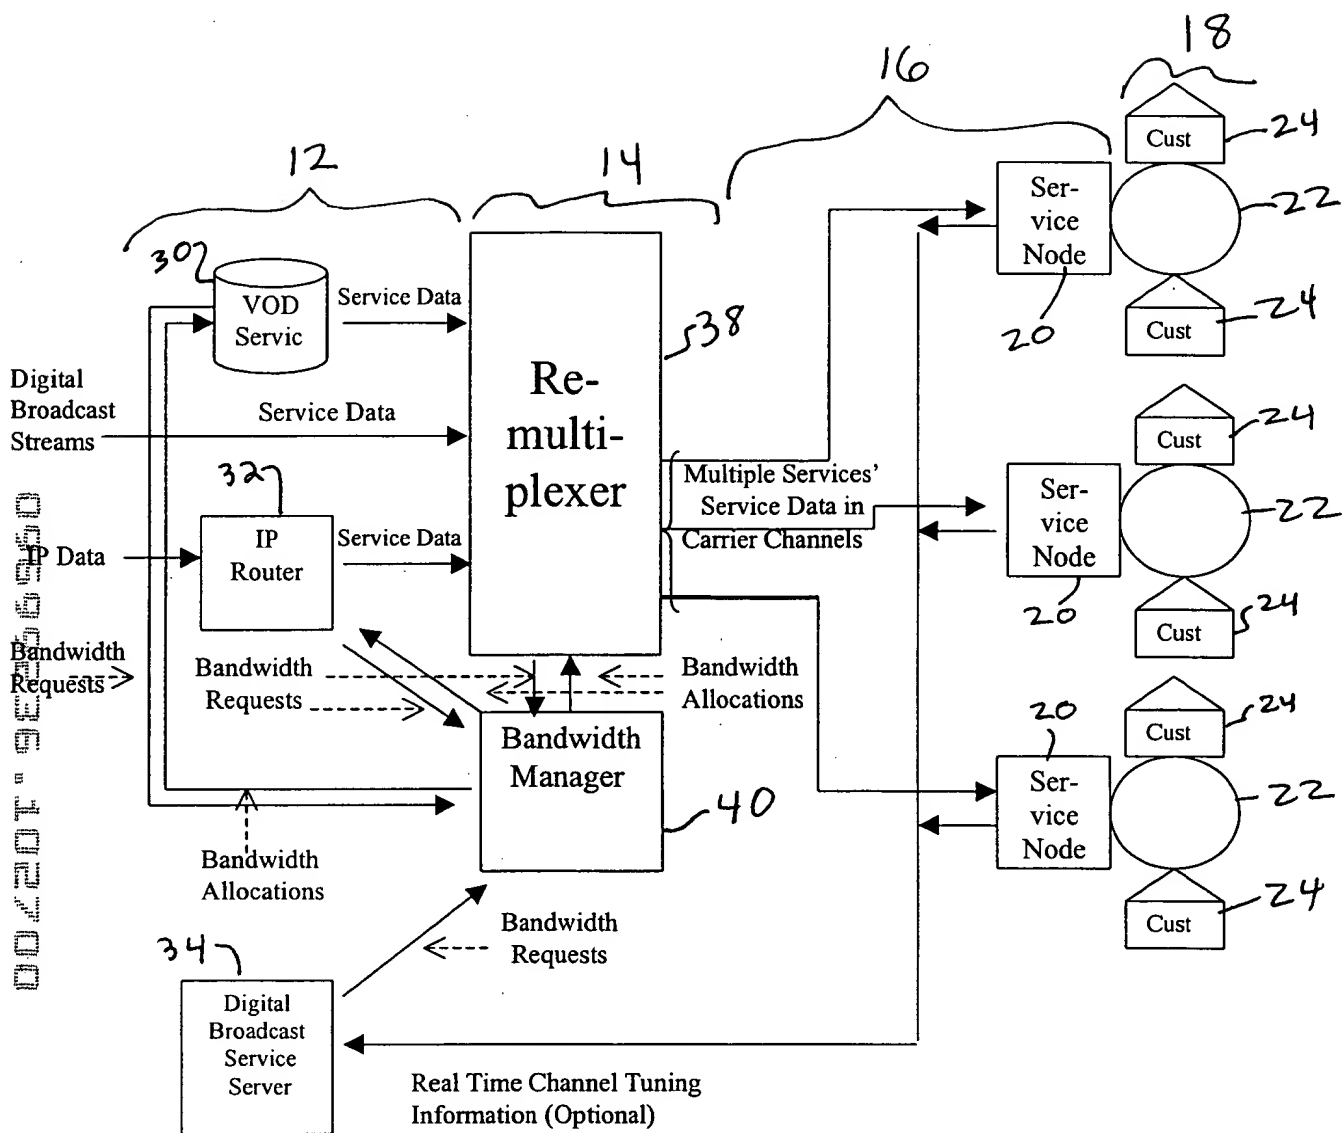 18
16
24
Cust
12
14
Ser-
vice
Node
22
30
VOD
Servic
Service Data
38
20
Cust
24
Digital
Broadcast
Streams
Service Data
Re-
multi-
plexer
24
Cust
32
Multiple Services'
Service Data in
Carrier Channels
Ser-
vice
Node
22
IP Data
IP
Router
Service Data
20
Cust
24
Bandwidth
Requests
Bandwidth
Requests
Bandwidth
Allocations
20
Cust
24
Bandwidth
Manager
40
Ser-
vice
Node
22
Bandwidth
Allocations
Cust
24
34
Bandwidth
Requests
Digital
Broadcast
Service
Server
Real Time Channel Tuning
Information (Optional)